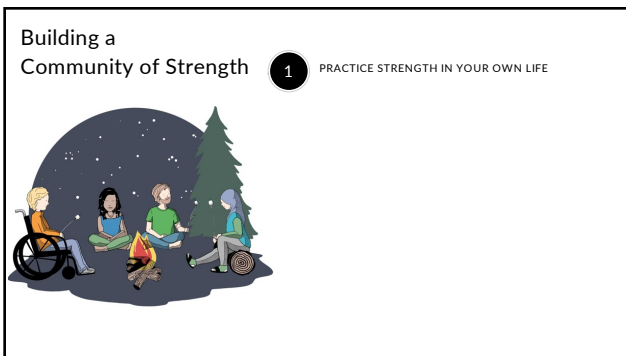 Building a
Community of Strength
1 PRACTICE STRENGTH IN YOUR OWN LIFE